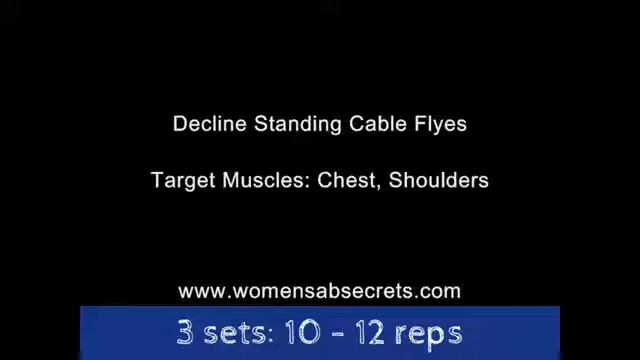 Decline Standing Cable Flyes
Target Muscles: Chest, Shoulders
www.womensabsecrets.com
3 sets: 10 - 12 reps